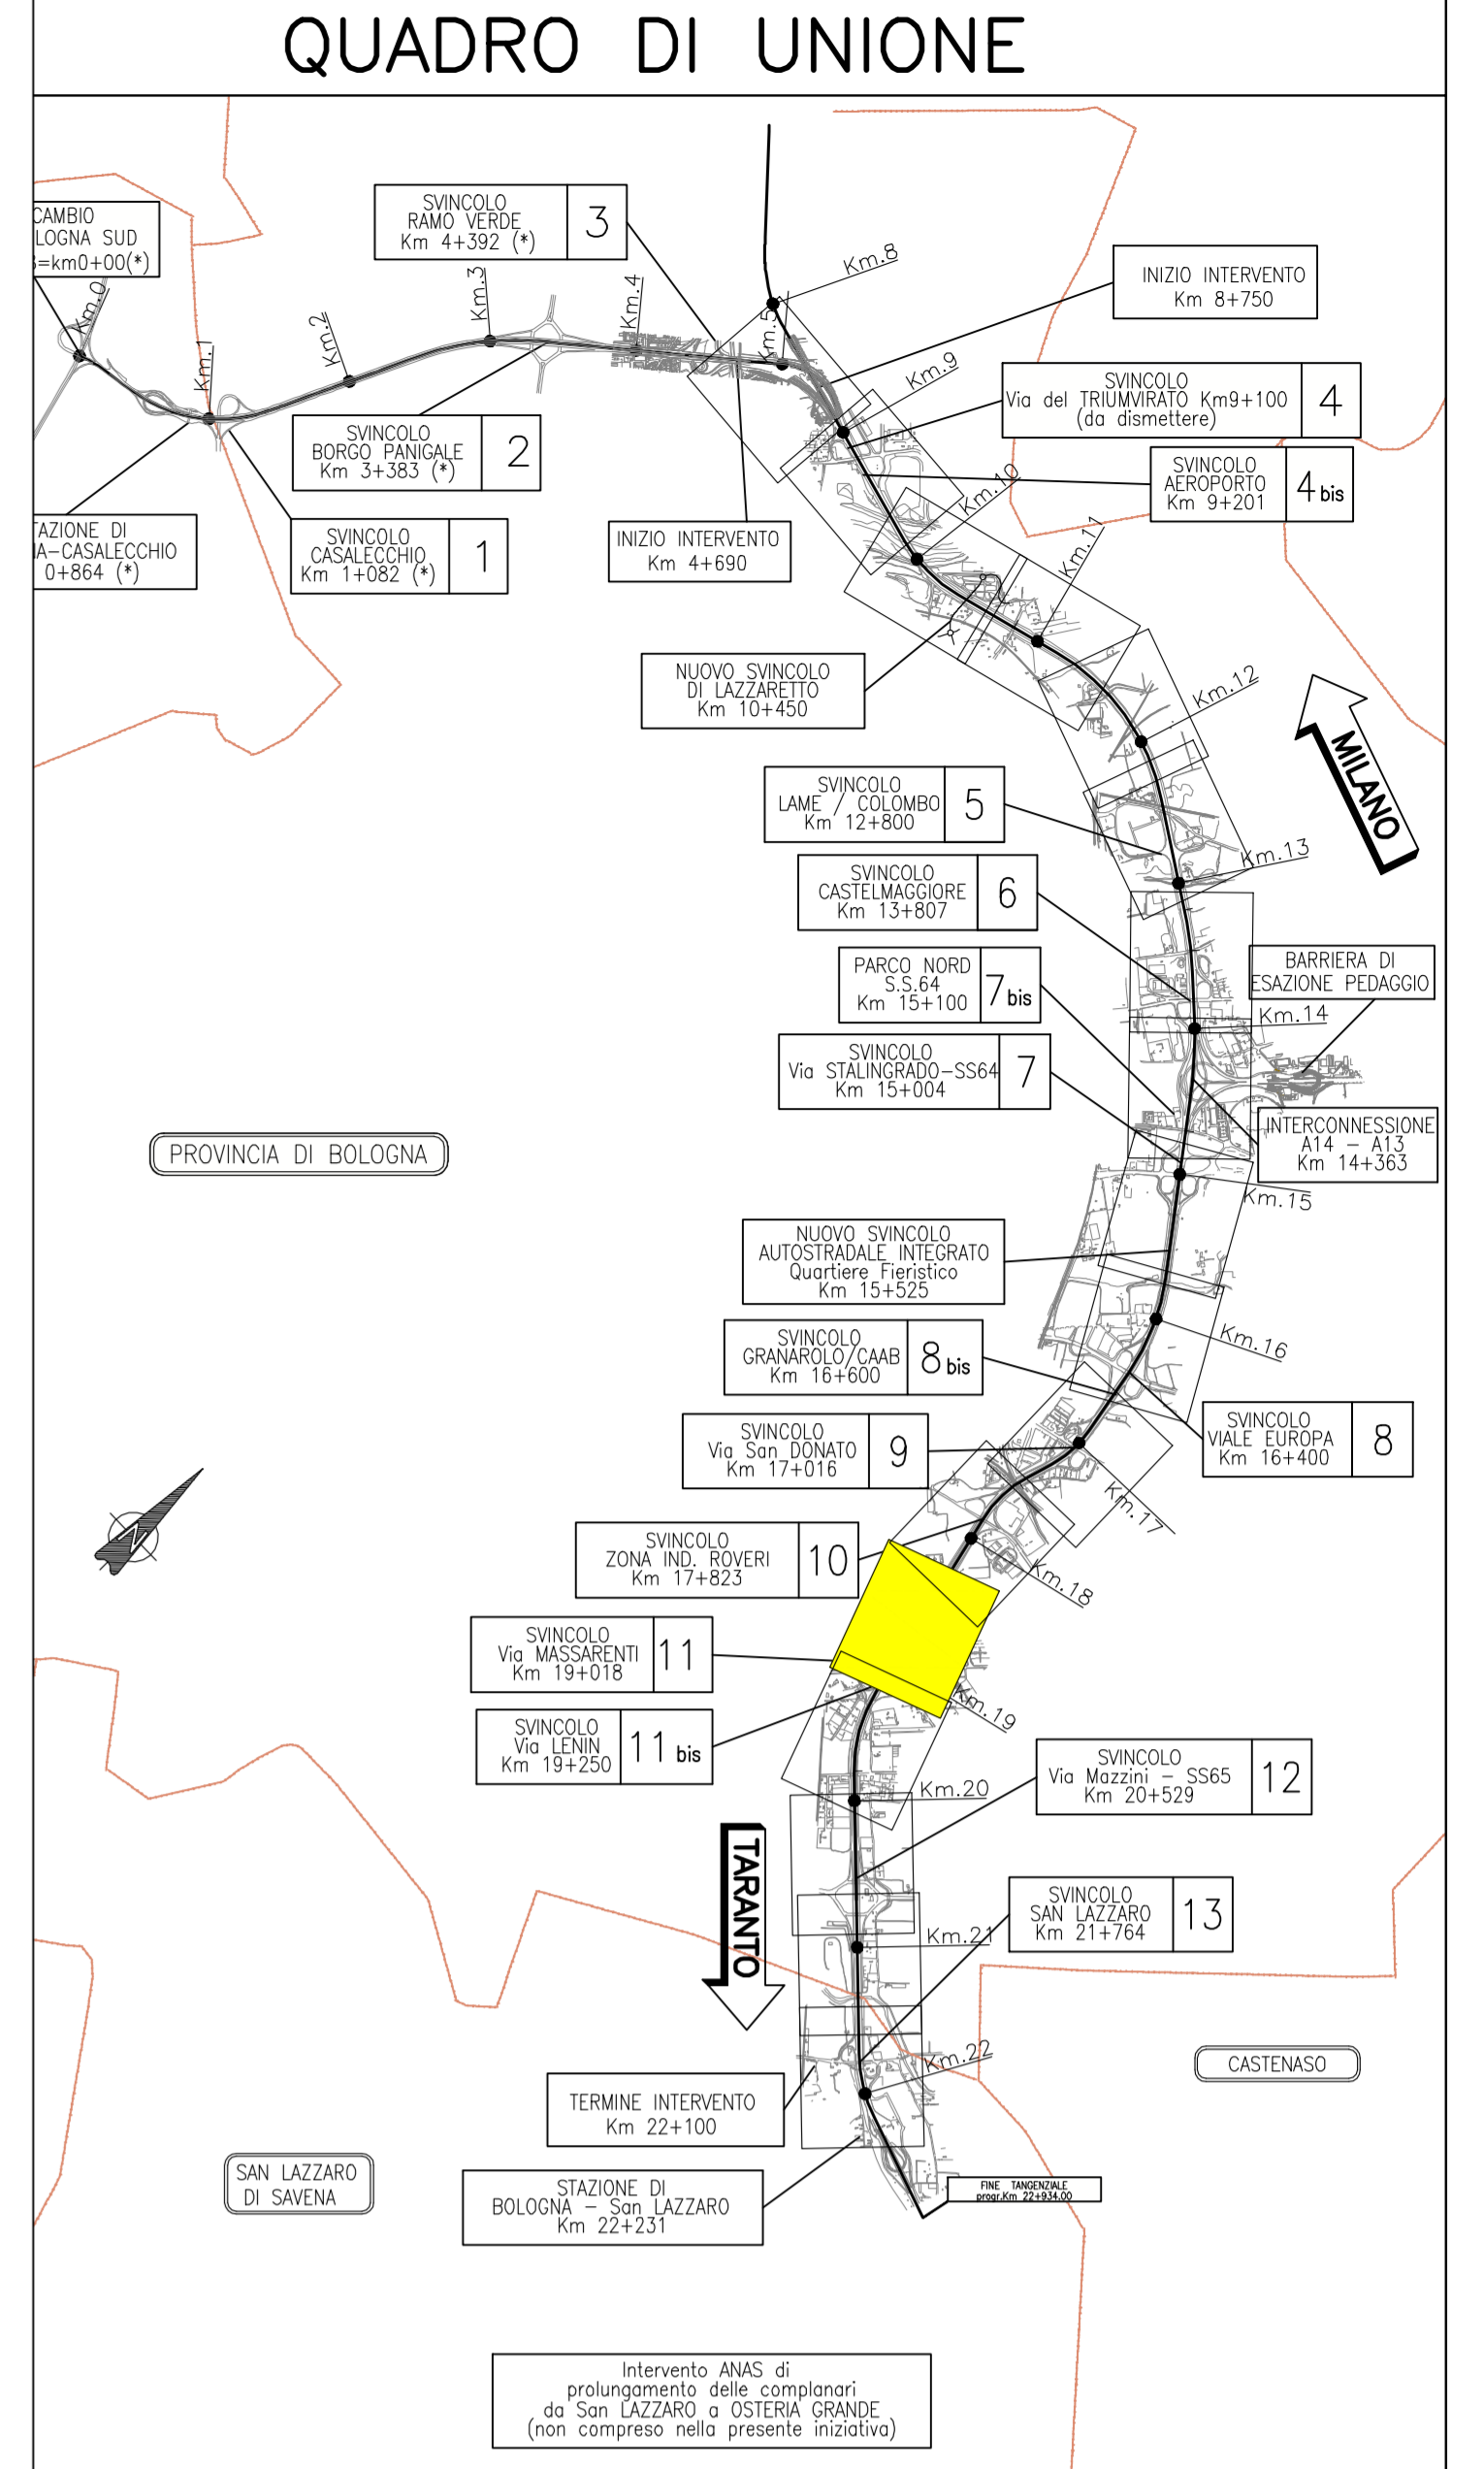 QUADRO DI UNIONE
SVINCOLO
RAMO VERDE
Km 4+392 (*)
3
CAMBIO
LOGNA SUD
=km0+00(*)
Km.0
Km.1
Km.2
Km.3
Km.4
Km.5
Km.8
INIZIO INTERVENTO
Km 8+750
Km.9
SVINCOLO
Via del TRIUMVIRATO Km9+100
(da dismettere)
4
SVINCOLO
BORGO PANIGALE
Km 3+383 (*)
2
SVINCOLO
AEROPORTO
Km 9+201
4 bis
TAZIONE DI
A-CASALECCHIO
0+864 (*)
SVINCOLO
CASALECCHIO
Km 1+082 (*)
1
INIZIO INTERVENTO
Km 4+690
Km.10
Km.11
NUOVO SVINCOLO
DI LAZZARETTO
Km 10+450
Km.12
MILANO
SVINCOLO
LAME / COLOMBO
Km 12+800
5
Km.13
SVINCOLO
CASTELMAGGIORE
Km 13+807
6
PARCO NORD
S.S.64
Km 15+100
7 bis
BARRIERA DI
ESAZIONE PEDAGGIO
Km.14
SVINCOLO
Via STALINGRADO-SS64
Km 15+004
7
INTERCONNESSIONE
A14 - A13
Km 14+363
PROVINCIA DI BOLOGNA
Km.15
NUOVO SVINCOLO
AUTOSTRADALE INTEGRATO
Quartiere Fieristico
Km 15+525
SVINCOLO
GRANAROLO/CAAB
Km 16+600
8 bis
Km.16
SVINCOLO
Via San DONATO
Km 17+016
9
SVINCOLO
VIALE EUROPA
Km 16+400
8
Km.17
N
SVINCOLO
ZONA IND. ROVERI
Km 17+823
10
Km.18
SVINCOLO
Via MASSARENTI
Km 19+018
11
Km.19
SVINCOLO
Via LENIN
Km 19+250
11 bis
SVINCOLO
Via Mazzini - SS65
Km 20+529
12
Km.20
TARANTO
SVINCOLO
SAN LAZZARO
Km 21+764
13
Km.21
Km.22
CASTENASO
TERMINE INTERVENTO
Km 22+100
SAN LAZZARO
DI SAVENA
STAZIONE DI
BOLOGNA - San LAZZARO
Km 22+231
FINE TANGENZIALE
progr.Km 22+934.00
Intervento ANAS di
prolungamento delle complanari
da San LAZZARO a OSTERIA GRANDE
(non compreso nella presente iniziativa)